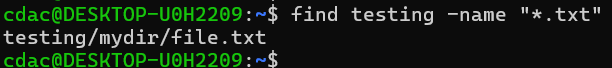 cdac@DESKTOP-U0H2209:~$ find testing -name "*.txt"
testing/mydir/file.txt
cdac@DESKTOP-U0H2209:~$